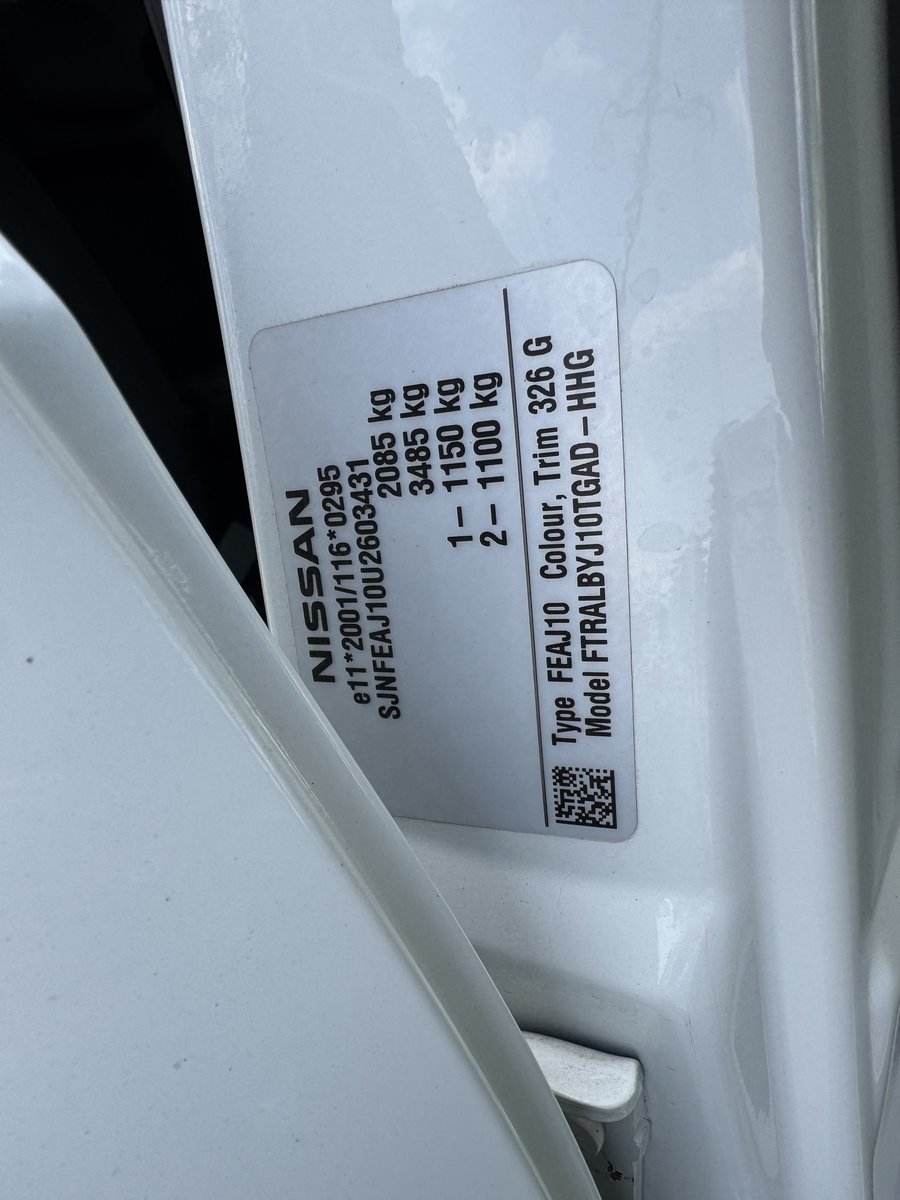 NISSAN
e11*2001/116*0295
SJNFEAJ10U2603431
2085 kg
3485 kg
1– 1150 kg
2– 1100 kg
Type FEAJ10 Colour, Trim 326 G
Model FTRALBYJ10TGAD – HHG